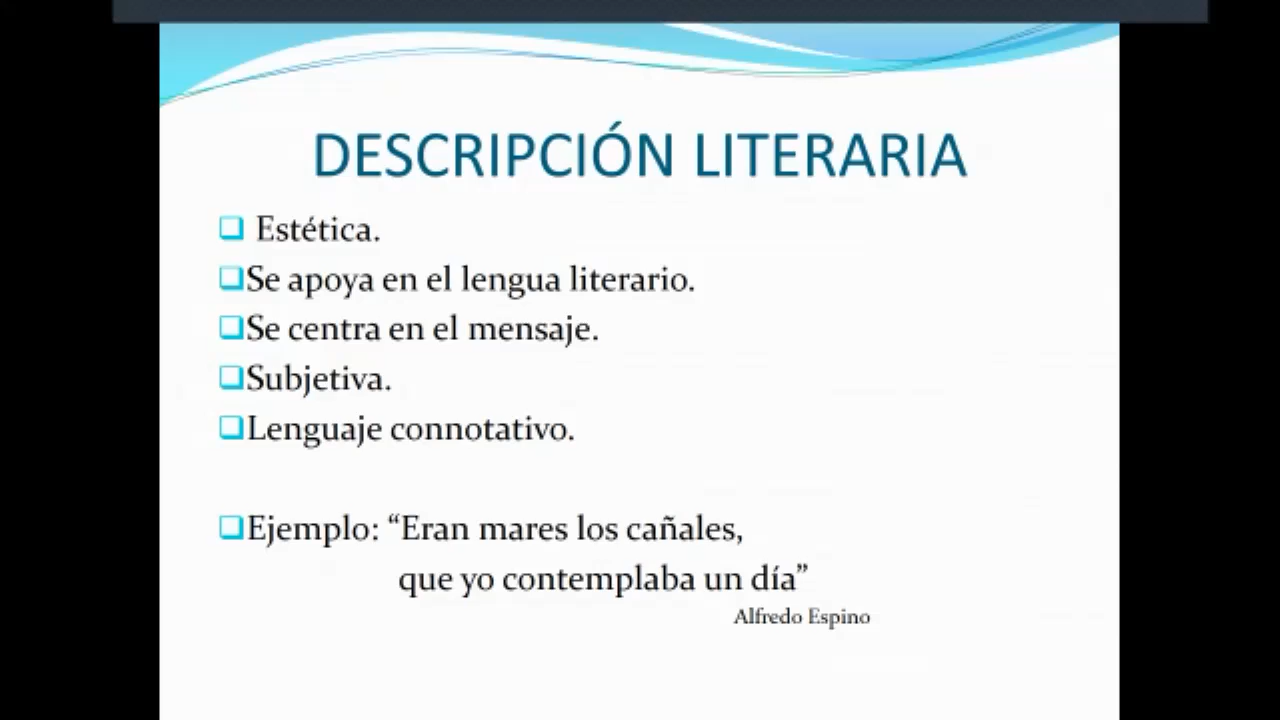 DESCRIPCIÓN LITERARIA
Estética.
Se apoya en el lengua literario.
Se centra en el mensaje.
Subjetiva.
Lenguaje connotativo.
Ejemplo: “Eran mares los cañales,
que yo contemplaba un día”
Alfredo Espino